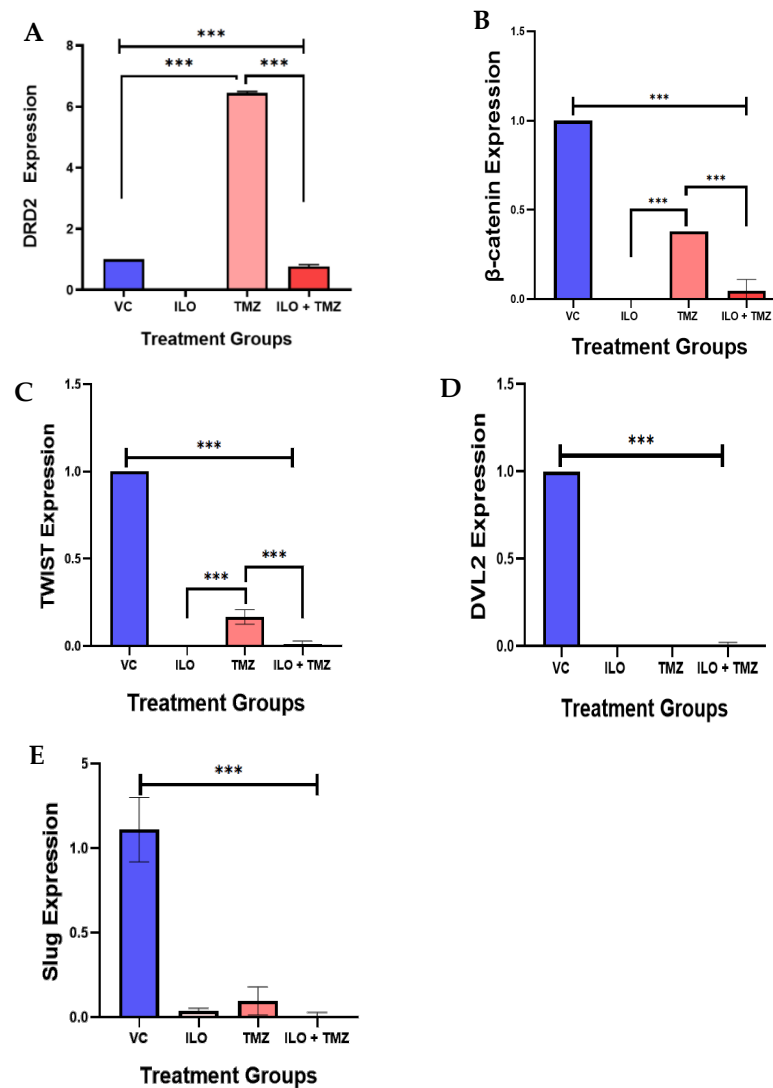 A
***
***
***
8
6
4
2
0
DRD2 Expression
VC ILO TMZ ILO + TMZ
Treatment Groups
B
1.5
1.0
0.5
0.0
***
***
***
β-catenin Expression
VC ILO TMZ ILO + TMZ
Treatment Groups
C
1.5
1.0
0.5
0.0
***
***
***
TWIST Expression
VC ILO TMZ ILO + TMZ
Treatment Groups
D
1.5
1.0
0.5
0.0
***
DVL2 Expression
VC ILO TMZ ILO + TMZ
Treatment Groups
E
5
1.0
0.5
0.0
***
Slug Expression
VC ILO TMZ ILO + TMZ
Treatment Groups